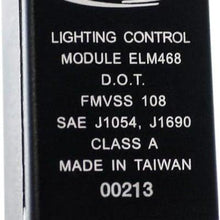 LIGHTING CONTROL
MODULE ELM468
D.O.T.
FMVSS 108
SAE J1054, J1690
CLASS A
MADE IN TAIWAN
00213